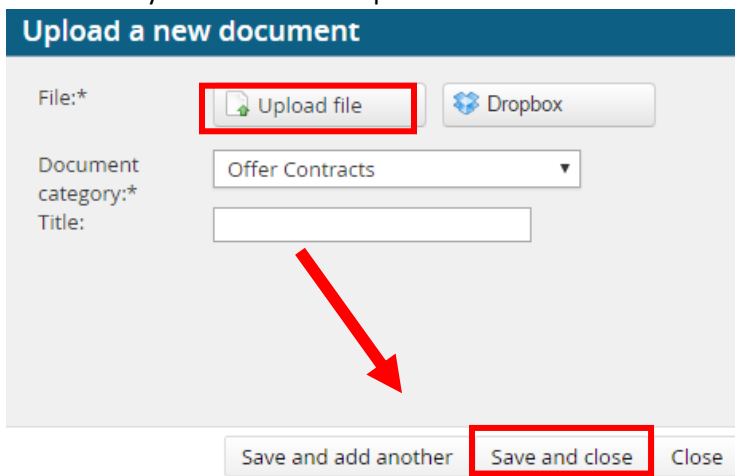 Upload a new document
File:*
Upload file
Dropbox
Document
category:*
Offer Contracts
Title:
Save and add another
Save and close
Close